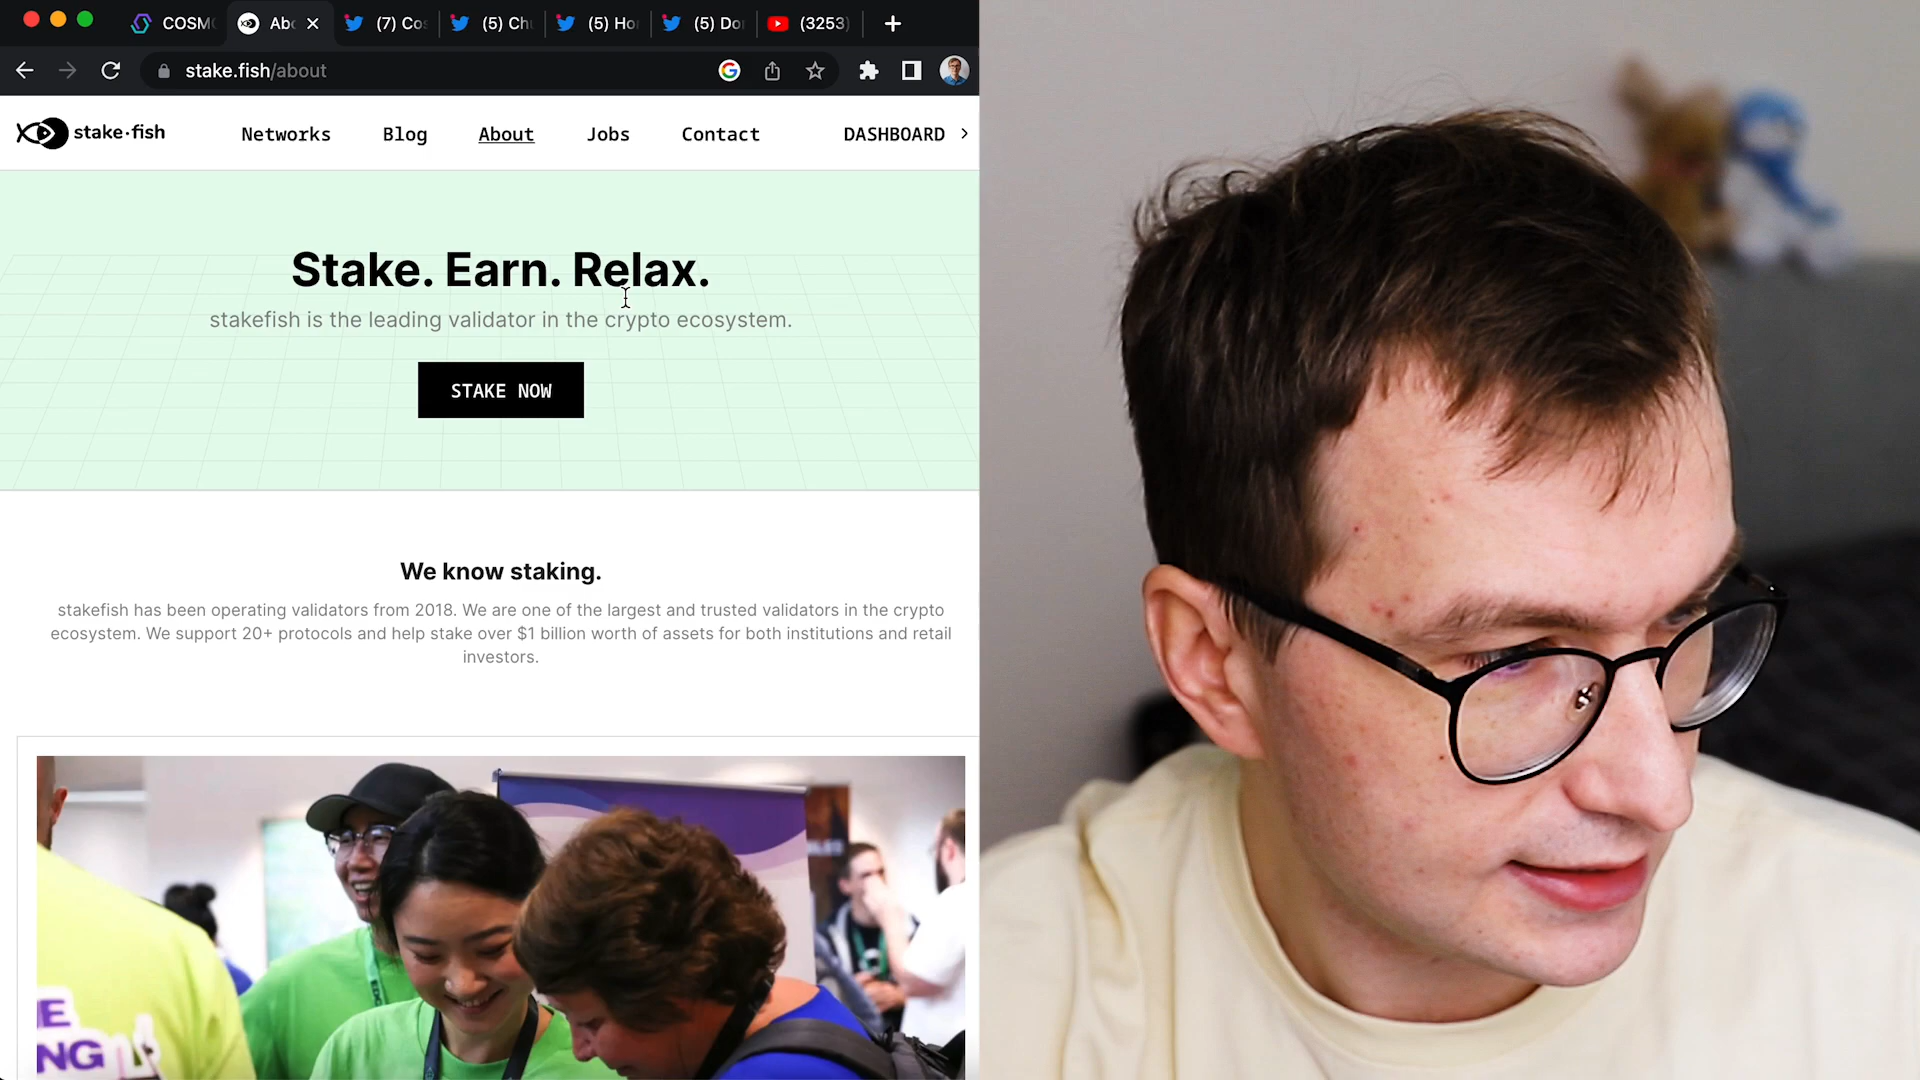 COSM
Ab
(7) Co
(5) Ch
(5) Ho
(5) Do
(3253)
stake.fish/about
stake·fish
Networks
Blog
About
Jobs
Contact
DASHBOARD
Stake. Earn. Relax.
stakefish is the leading validator in the crypto ecosystem.
STAKE NOW
We know staking.
stakefish has been operating validators from 2018. We are one of the largest and trusted validators in the crypto
ecosystem. We support 20+ protocols and help stake over $1 billion worth of assets for both institutions and retail
investors.
E
NG